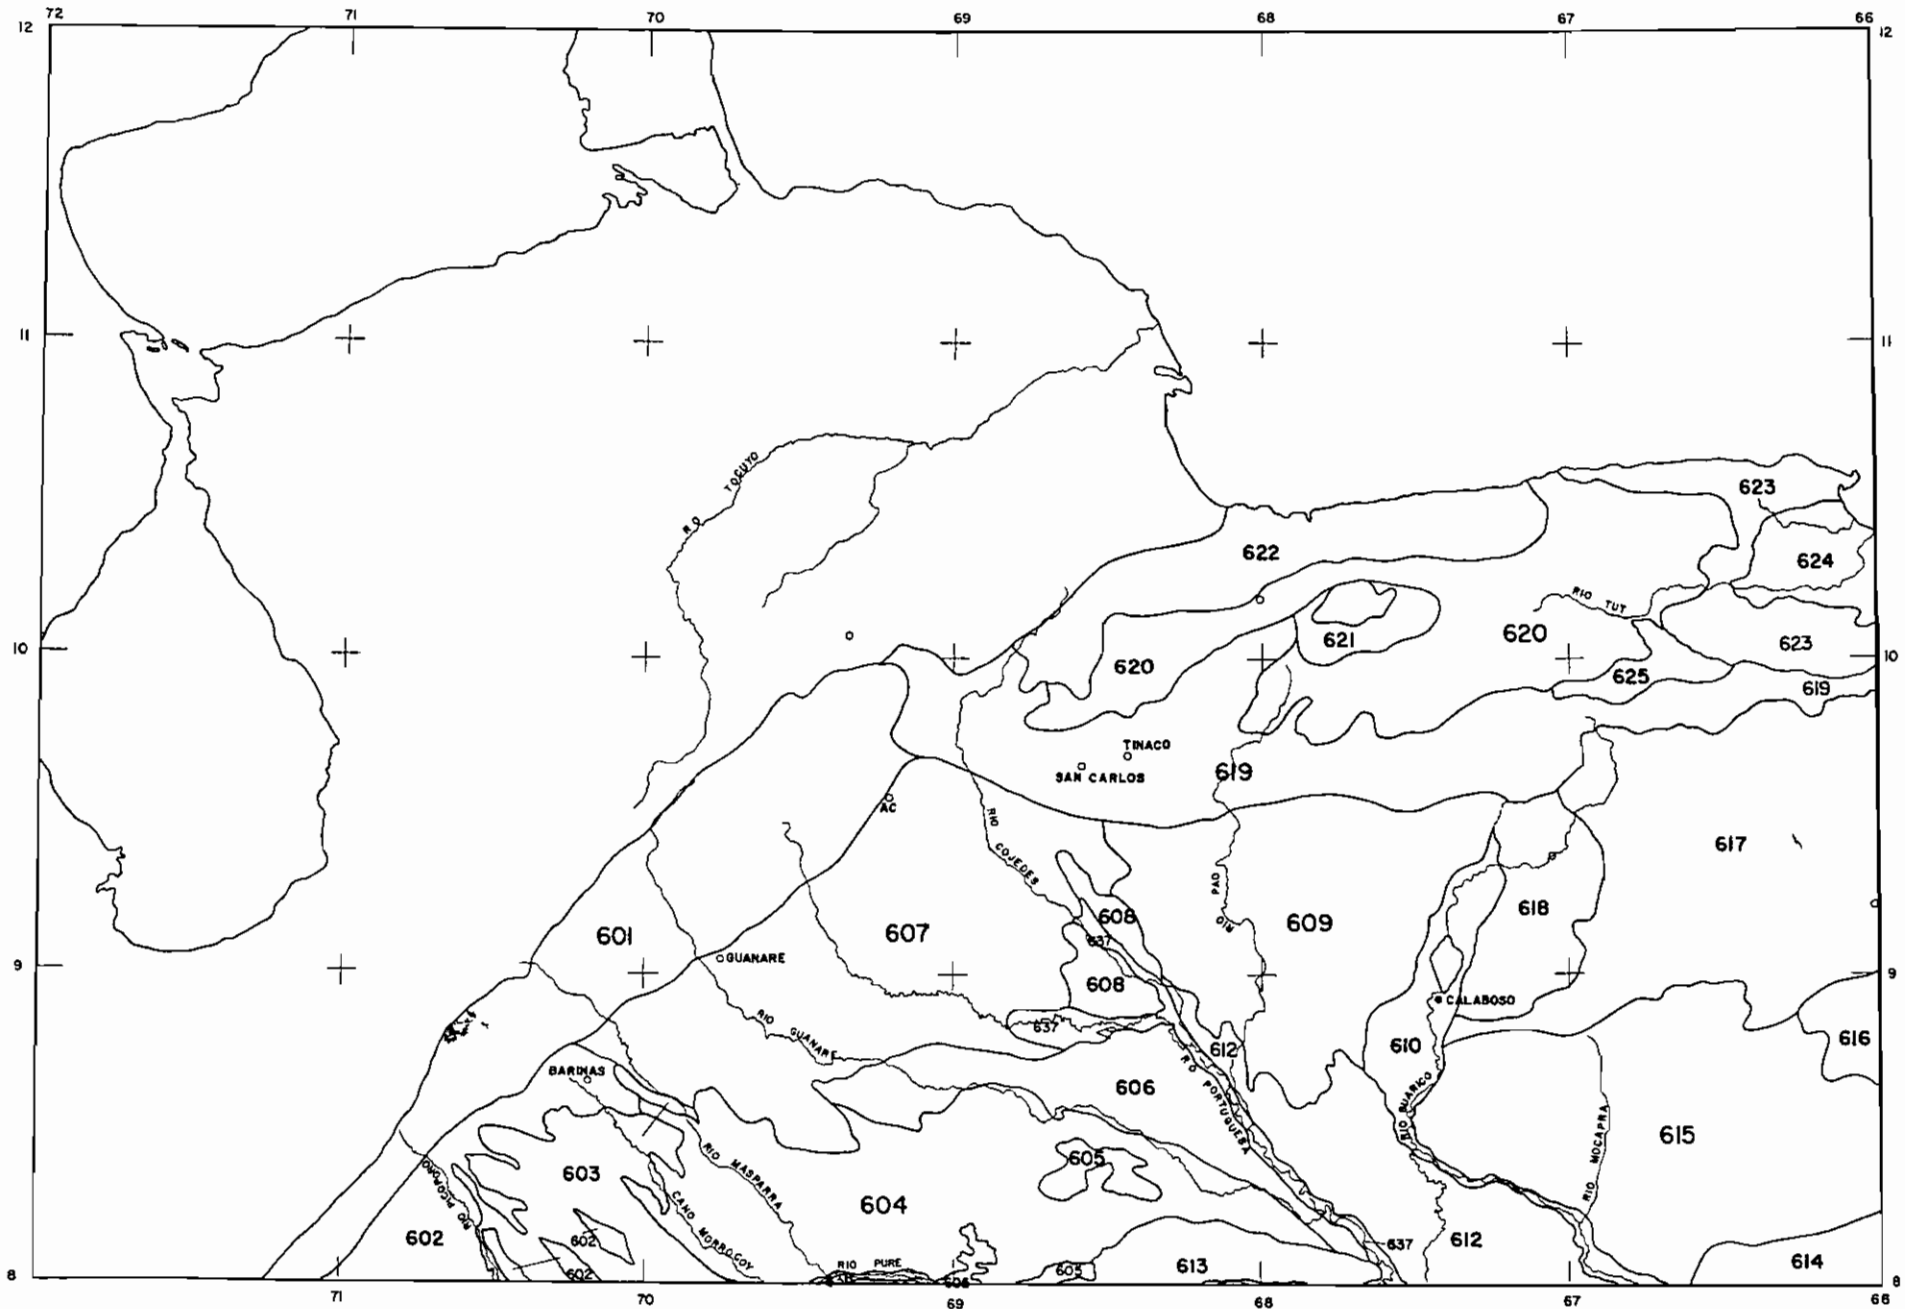 72 71 70 69 68 67 66
12 12
11 11
RIO TOCUYO
623
622
624
RIO TUT
621 620
623
10 620 10
625
619
TINACO
SAN CARLOS
619
AC
RIO COJEDES
617
RIO PAO
601 607 608 609 618
637
GUANARE
9 9
608
CALABOSO
RIO GUANARE
637
612 610 616
BARINAS
606
RIO PORTUQUESA
RIO GUARICO
RIO MOCAPRA
615
605
RIO MASPARRA
603
604
CANO MORROCOY
602
602
612
637
RIO PURE
613
614
602
605
8 8
71 70 69 68 67 66